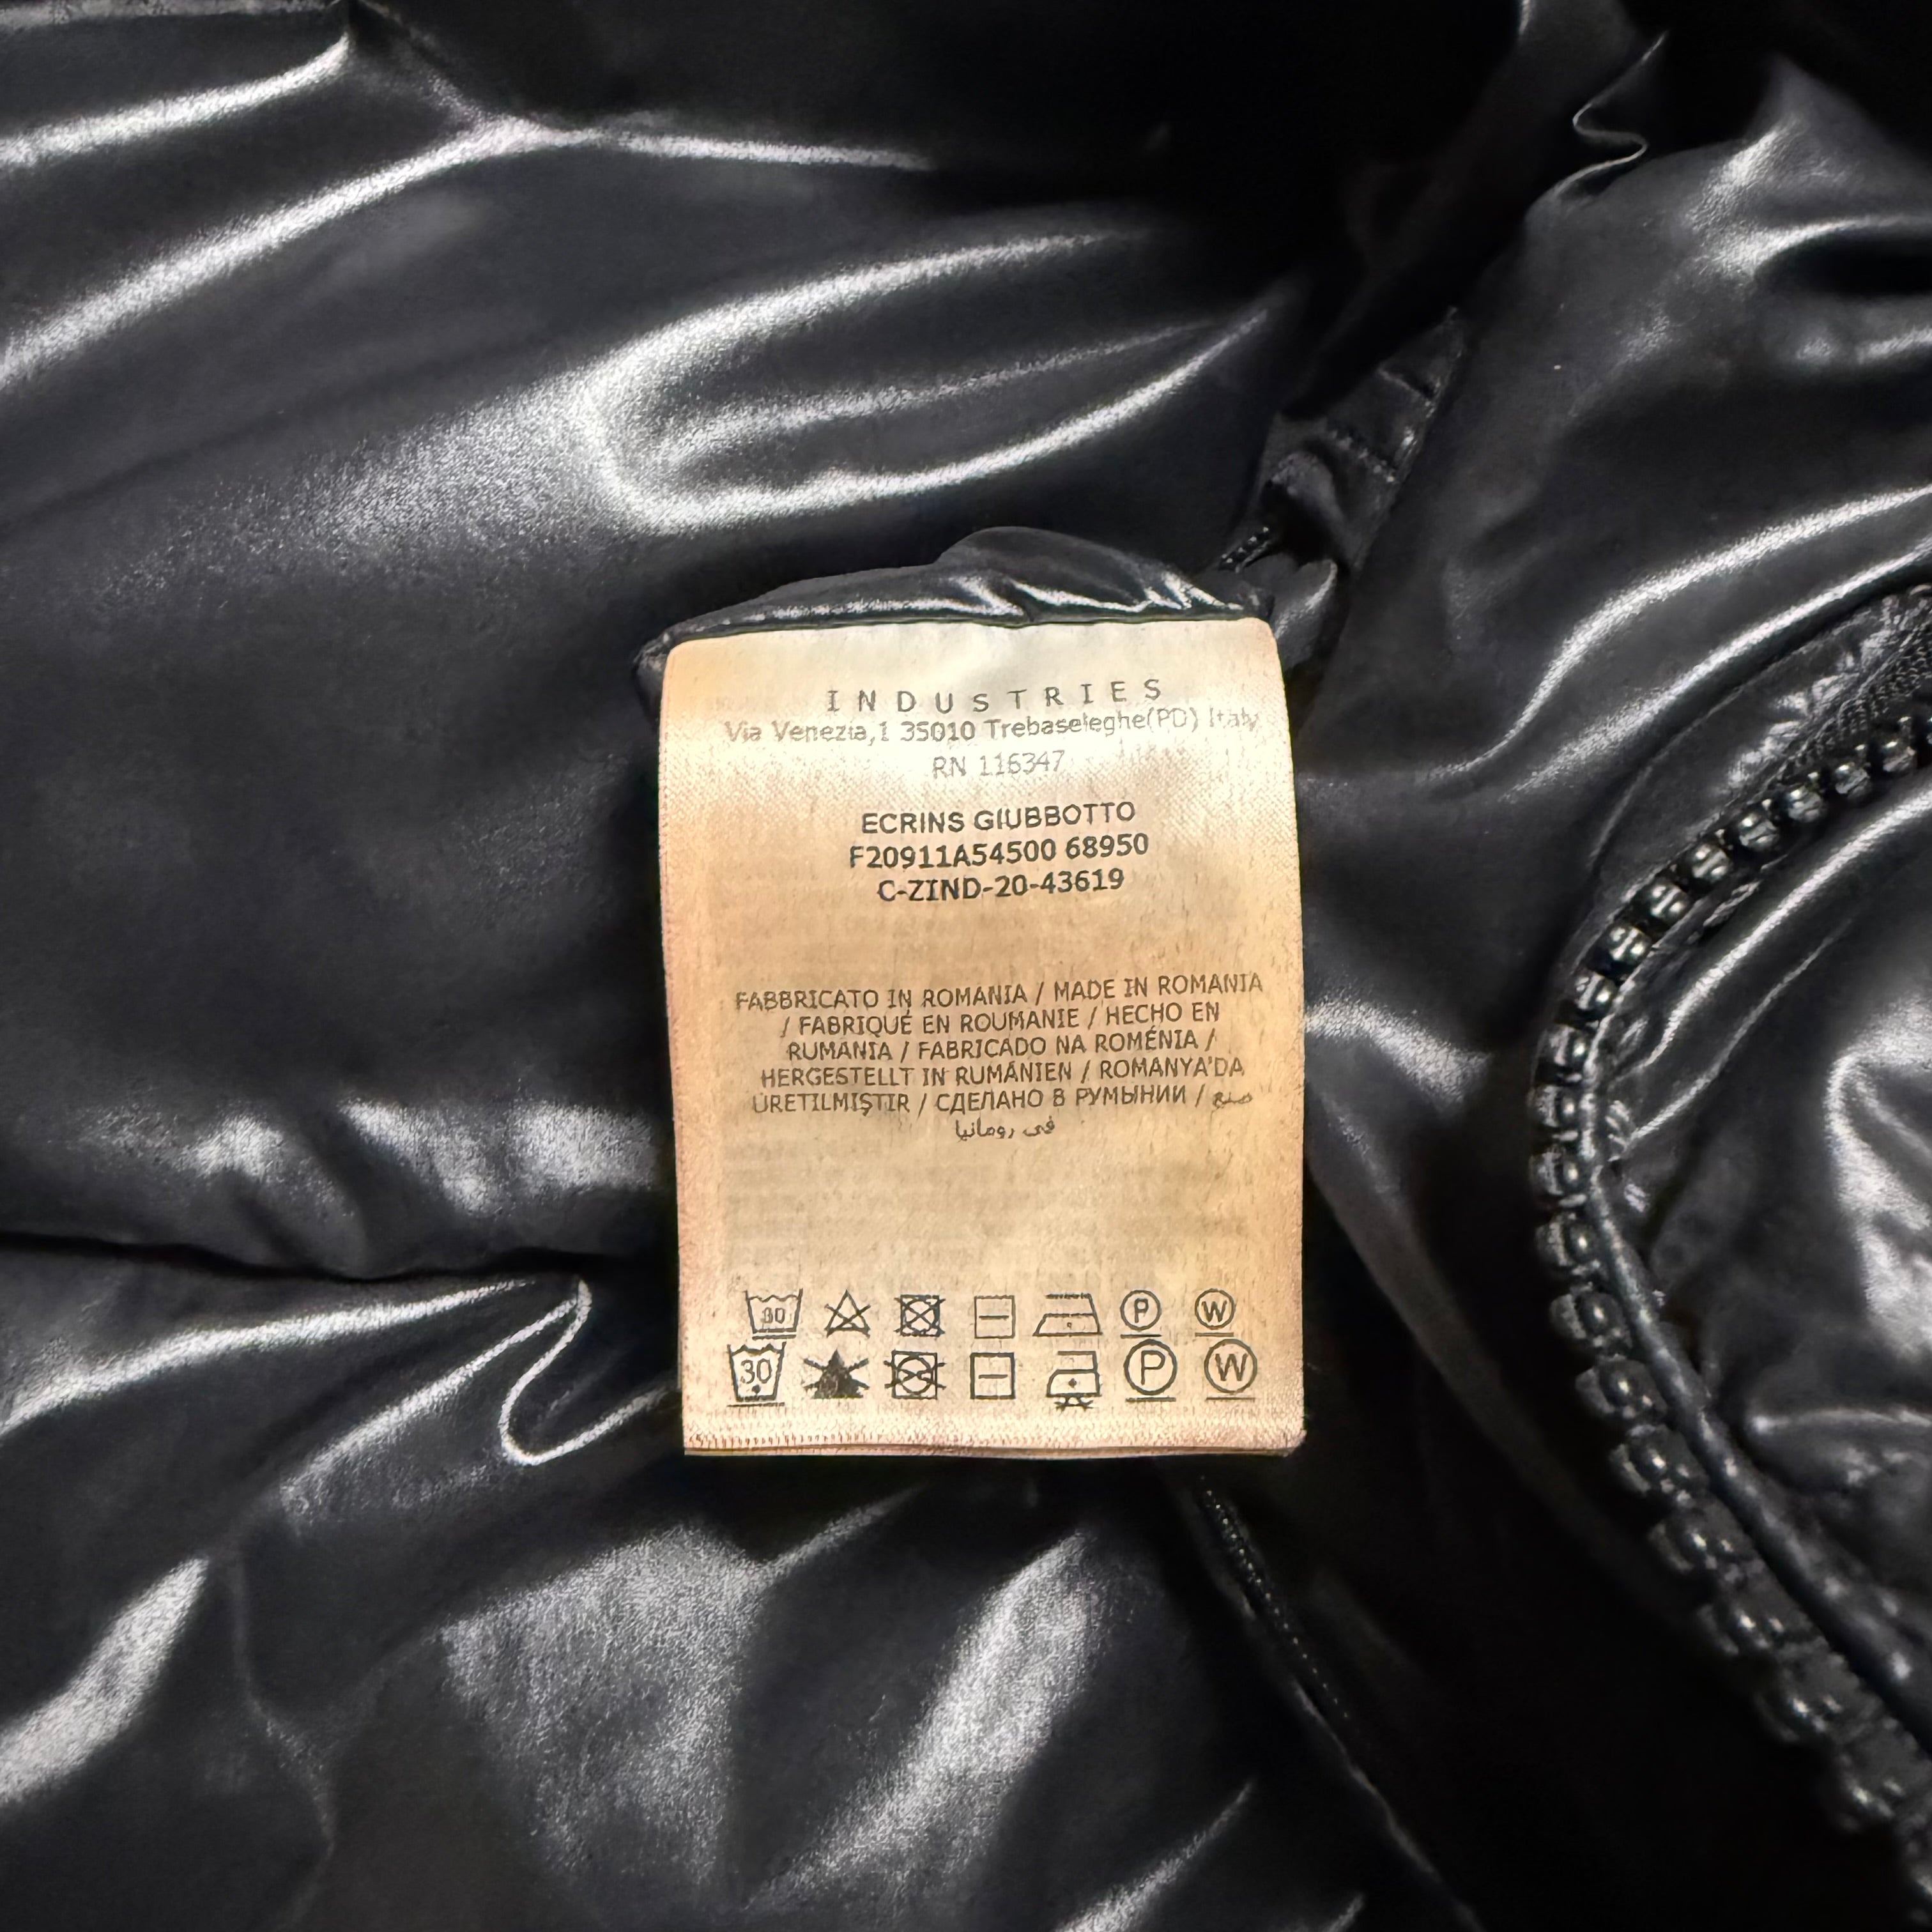 INDUSTRIES
Via Venezia,1 35010 Trebaseleghe(PD) Italy
RN 116347
ECRINS GIUBBOTTO
F20911A54500 68950
C-ZIND-20-43619
FABBRICATO IN ROMANIA / MADE IN ROMANIA
/ FABRIQUÉ EN ROUMANIE / HECHO EN
RUMANIA / FABRICADO NA ROMÉNIA /
HERGESTELLT IN RUMÄNIEN / ROMANYA'DA
ÜRETILMIŞTIR / СДЕЛАНО В РУМЫНИИ / صنع
في رومانيا
30 P W
30 P W